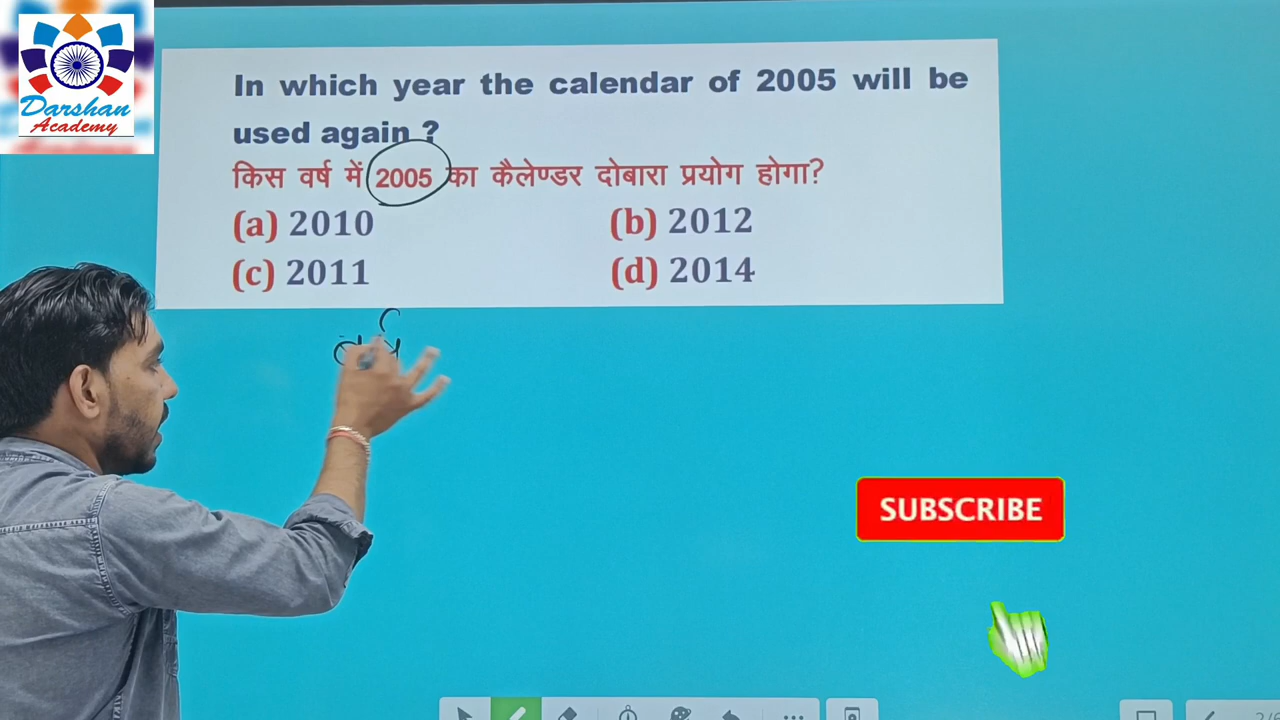 Darshan
Academy
In which year the calendar of 2005 will be
used again ?
किस वर्ष में 2005 का कैलेण्डर दोबारा प्रयोग होगा?
(a) 2010 (b) 2012
(c) 2011 (d) 2014
SUBSCRIBE